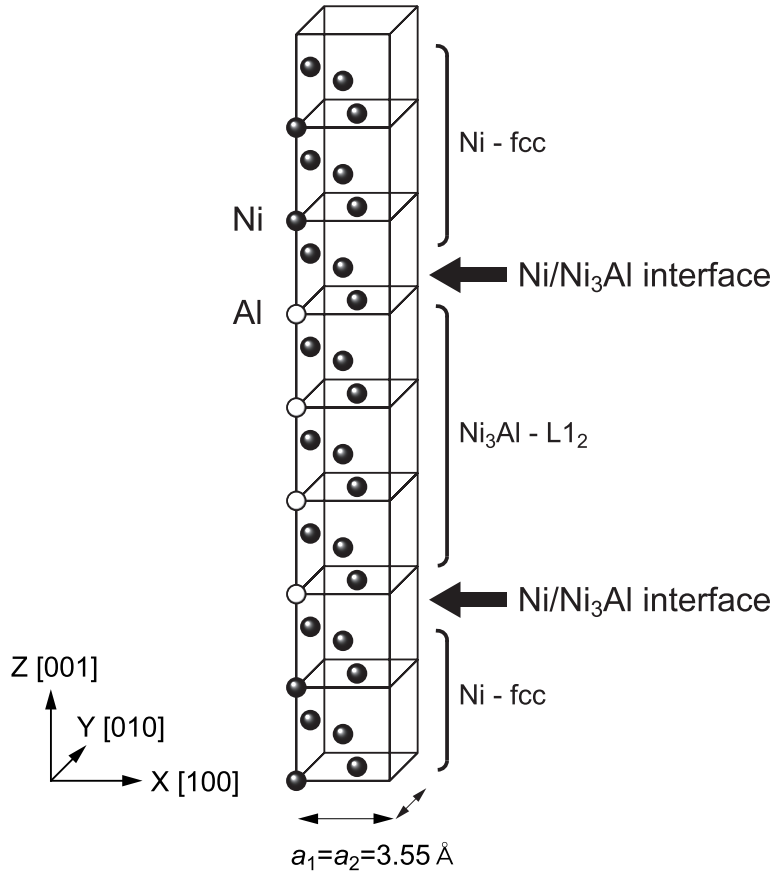 Ni - fcc
Ni
Ni/Ni₃Al interface
Al
Ni₃Al - L1₂
Ni/Ni₃Al interface
Z [001]
Ni - fcc
Y [010]
X [100]
a₁=a₂=3.55 Å